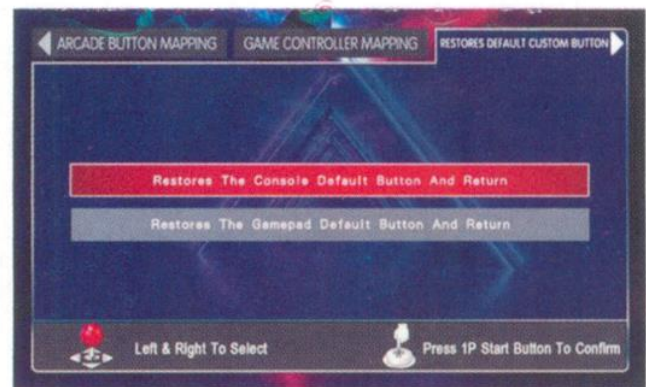 ARCADE BUTTON MAPPING
GAME CONTROLLER MAPPING
RESTORES DEFAULT CUSTOM BUTTON
Restores The Console Default Button And Return
Restores The Gamepad Default Button And Return
Left & Right To Select
Press 1P Start Button To Confirm